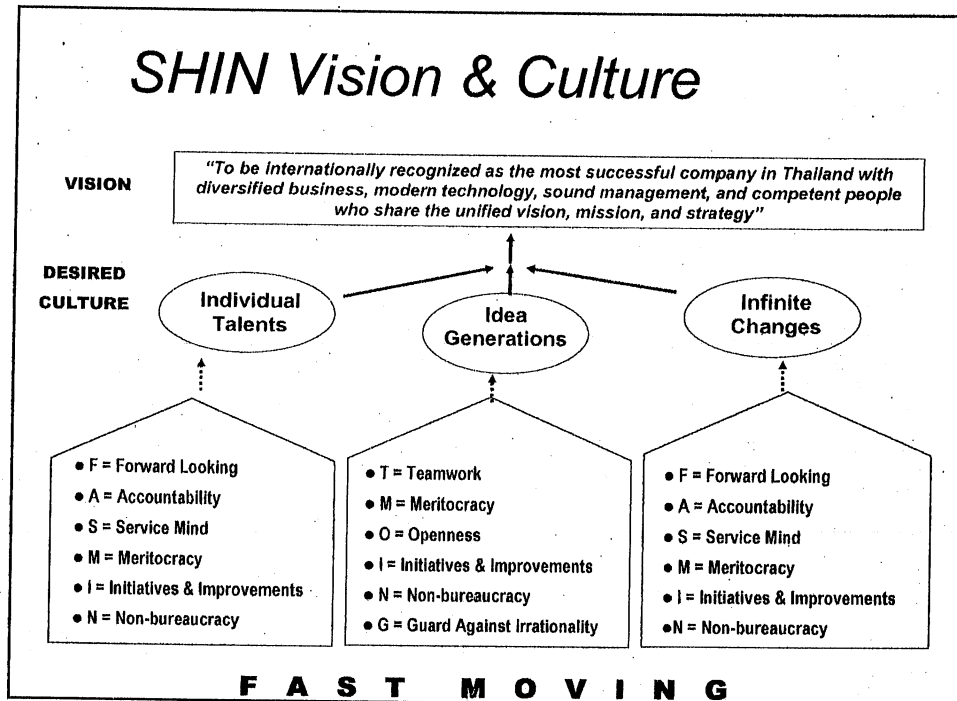 SHIN Vision & Culture
VISION
"To be internationally recognized as the most successful company in Thailand with
diversified business, modern technology, sound management, and competent people
who share the unified vision, mission, and strategy"
DESIRED
CULTURE
Individual
Talents
Idea
Generations
Infinite
Changes
● F = Forward Looking
● A = Accountability
● S = Service Mind
● M = Meritocracy
● I = Initiatives & Improvements
● N = Non-bureaucracy
● T = Teamwork
● M = Meritocracy
● O = Openness
● I = Initiatives & Improvements
● N = Non-bureaucracy
● G = Guard Against Irrationality
● F = Forward Looking
● A = Accountability
● S = Service Mind
● M = Meritocracy
● I = Initiatives & Improvements
●N = Non-bureaucracy
F A S T M O V I N G